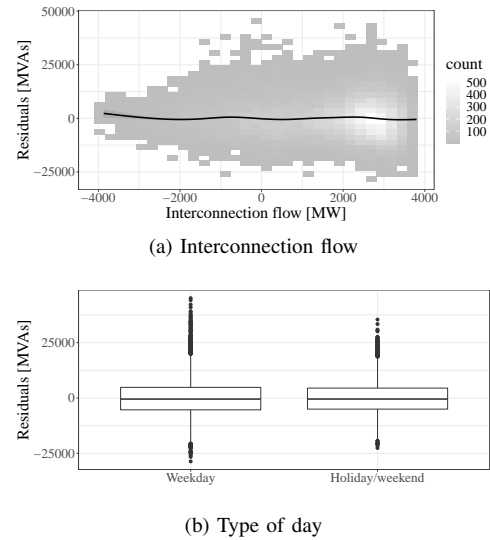 50000
25000
0
−25000
Residuals [MVAs]
−4000 −2000 0 2000 4000
Interconnection flow [MW]
count
500
400
300
200
100
(a) Interconnection flow
25000
0
−25000
Residuals [MVAs]
Weekday Holiday/weekend
(b) Type of day